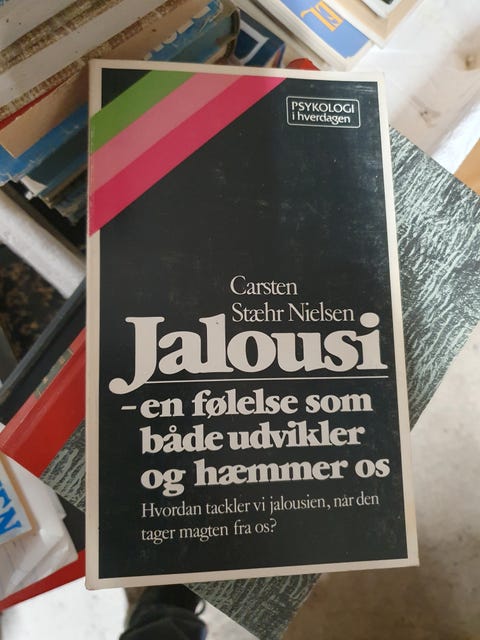 PSYKOLOGI
i hverdagen
Carsten
Stæhr Nielsen
Jalousi
- en følelse som
både udvikler
og hæmmer os
Hvordan tackler vi jalousien, når den
tager magten fra os?